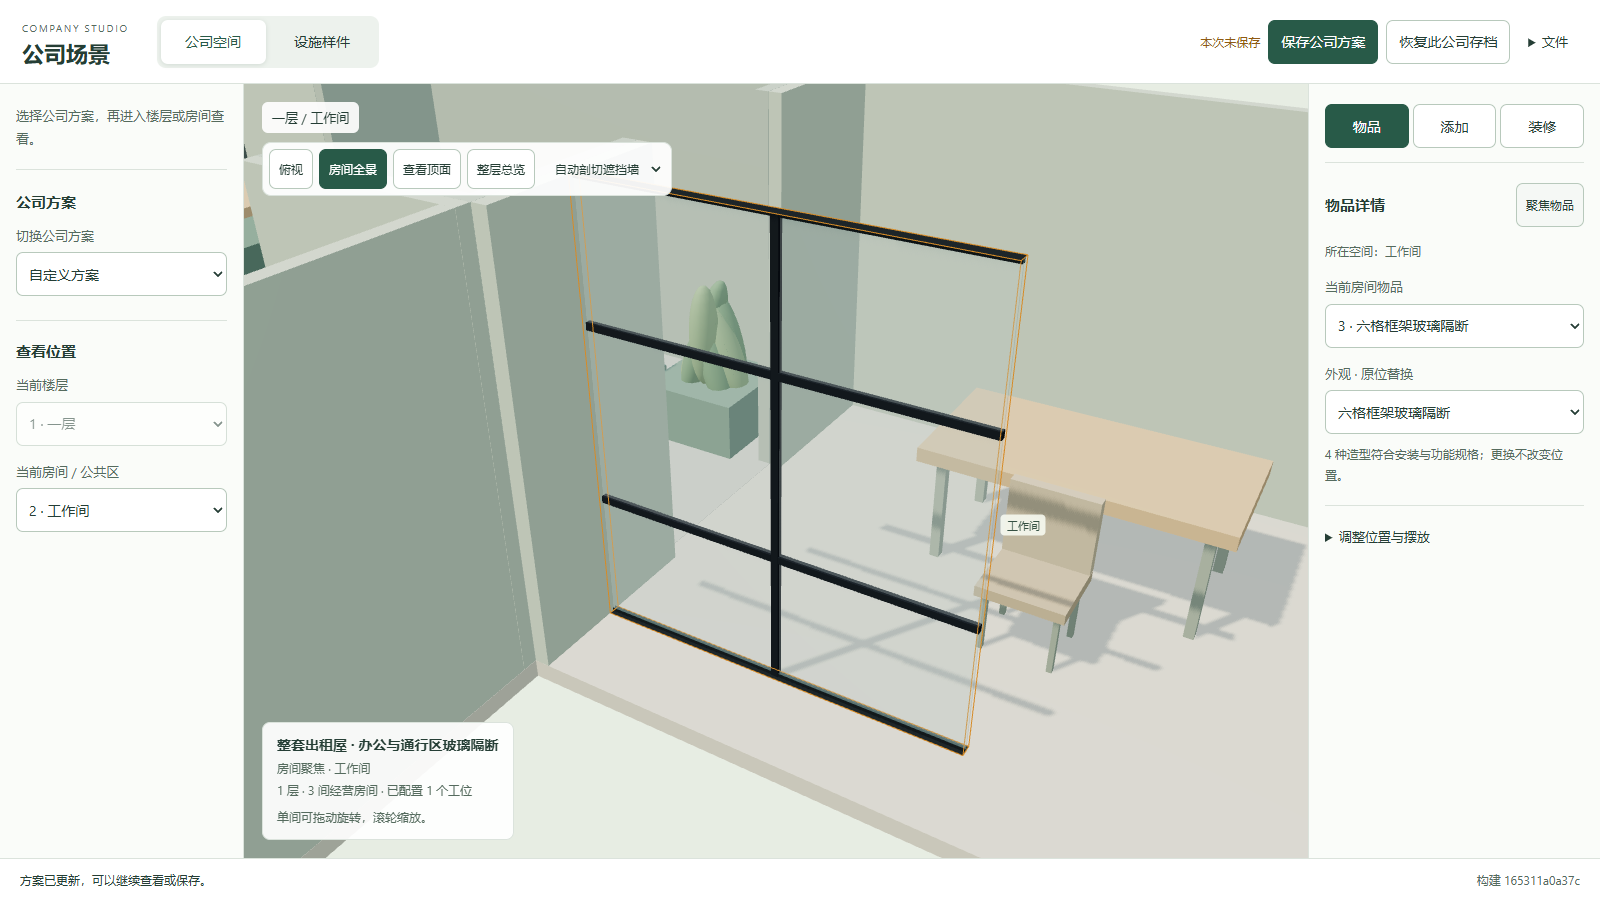 COMPANY STUDIO
公司场景
公司空间
设施样件
本次未保存
保存公司方案
恢复此公司存档
文件
选择公司方案，再进入楼层或房间查
看。
公司方案
切换公司方案
自定义方案
查看位置
当前楼层
1 · 一层
当前房间 / 公共区
2 · 工作间
一层 / 工作间
俯视
房间全景
查看顶面
整层总览
自动剖切遮挡墙
工作间
整套出租屋 · 办公与通行区玻璃隔断
房间聚焦 · 工作间
1 层 · 3 间经营房间 · 已配置 1 个工位
单间可拖动旋转，滚轮缩放。
物品
添加
装修
物品详情
聚焦物品
所在空间：工作间
当前房间物品
3 · 六格框架玻璃隔断
外观 · 原位替换
六格框架玻璃隔断
4 种造型符合安装与功能规格；更换不改变位
置。
调整位置与摆放
方案已更新，可以继续查看或保存。
构建 165311a0a37c